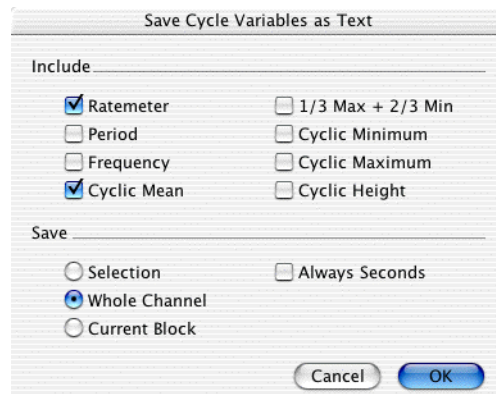 Save Cycle Variables as Text
Include
Ratemeter
1/3 Max + 2/3 Min
Period
Cyclic Minimum
Frequency
Cyclic Maximum
Cyclic Mean
Cyclic Height
Save
Selection
Always Seconds
Whole Channel
Current Block
Cancel
OK